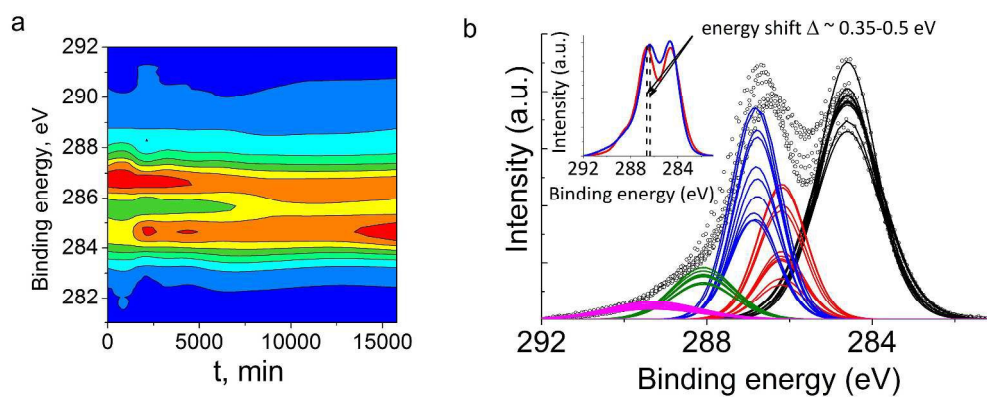 a
292
290
288
286
284
282
Binding energy, eV
0
5000
10000
15000
t, min
b
energy shift Δ ~ 0.35-0.5 eV
Intensity (a.u.)
292
288
284
Binding energy (eV)
Intensity (a.u.)
292
288
284
Binding energy (eV)